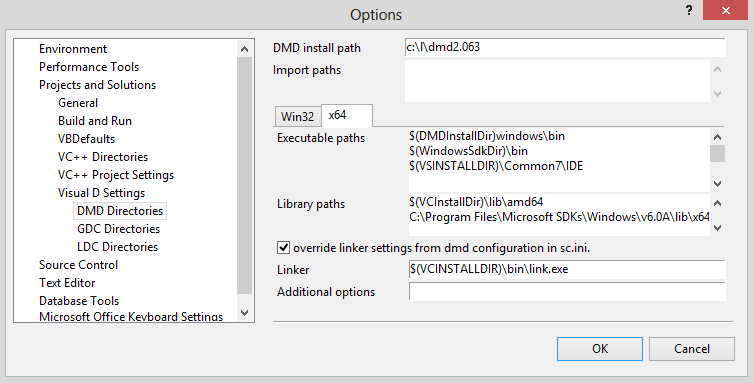 Options
? ×
Environment
Performance Tools
Projects and Solutions
General
Build and Run
VBDefaults
VC++ Directories
VC++ Project Settings
Visual D Settings
DMD Directories
GDC Directories
LDC Directories
Source Control
Text Editor
Database Tools
Microsoft Office Keyboard Settings
DMD install path
c:\l\dmd2.063
Import paths
Win32 x64
Executable paths
$(DMDInstallDir)windows\bin
$(WindowsSdkDir)\bin
$(VSINSTALLDIR)\Common7\IDE
Library paths
$(VCInstallDir)\lib\amd64
C:\Program Files\Microsoft SDKs\Windows\v6.0A\lib\x64
override linker settings from dmd configuration in sc.ini.
Linker
$(VCINSTALLDIR)\bin\link.exe
Additional options
OK Cancel